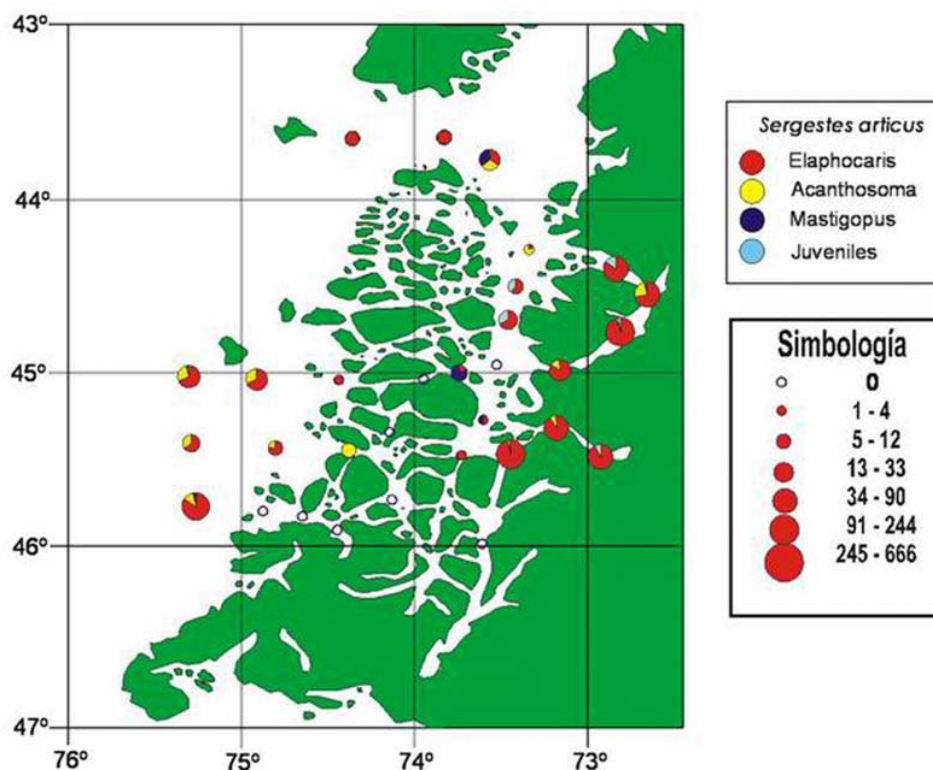 43º
44º
45º
46º
47º
76º
75º
74º
73º
Sergestes articus
Elaphocaris
Acanthosoma
Mastigopus
Juveniles
Simbología
0
1 - 4
5 - 12
13 - 33
34 - 90
91 - 244
245 - 666